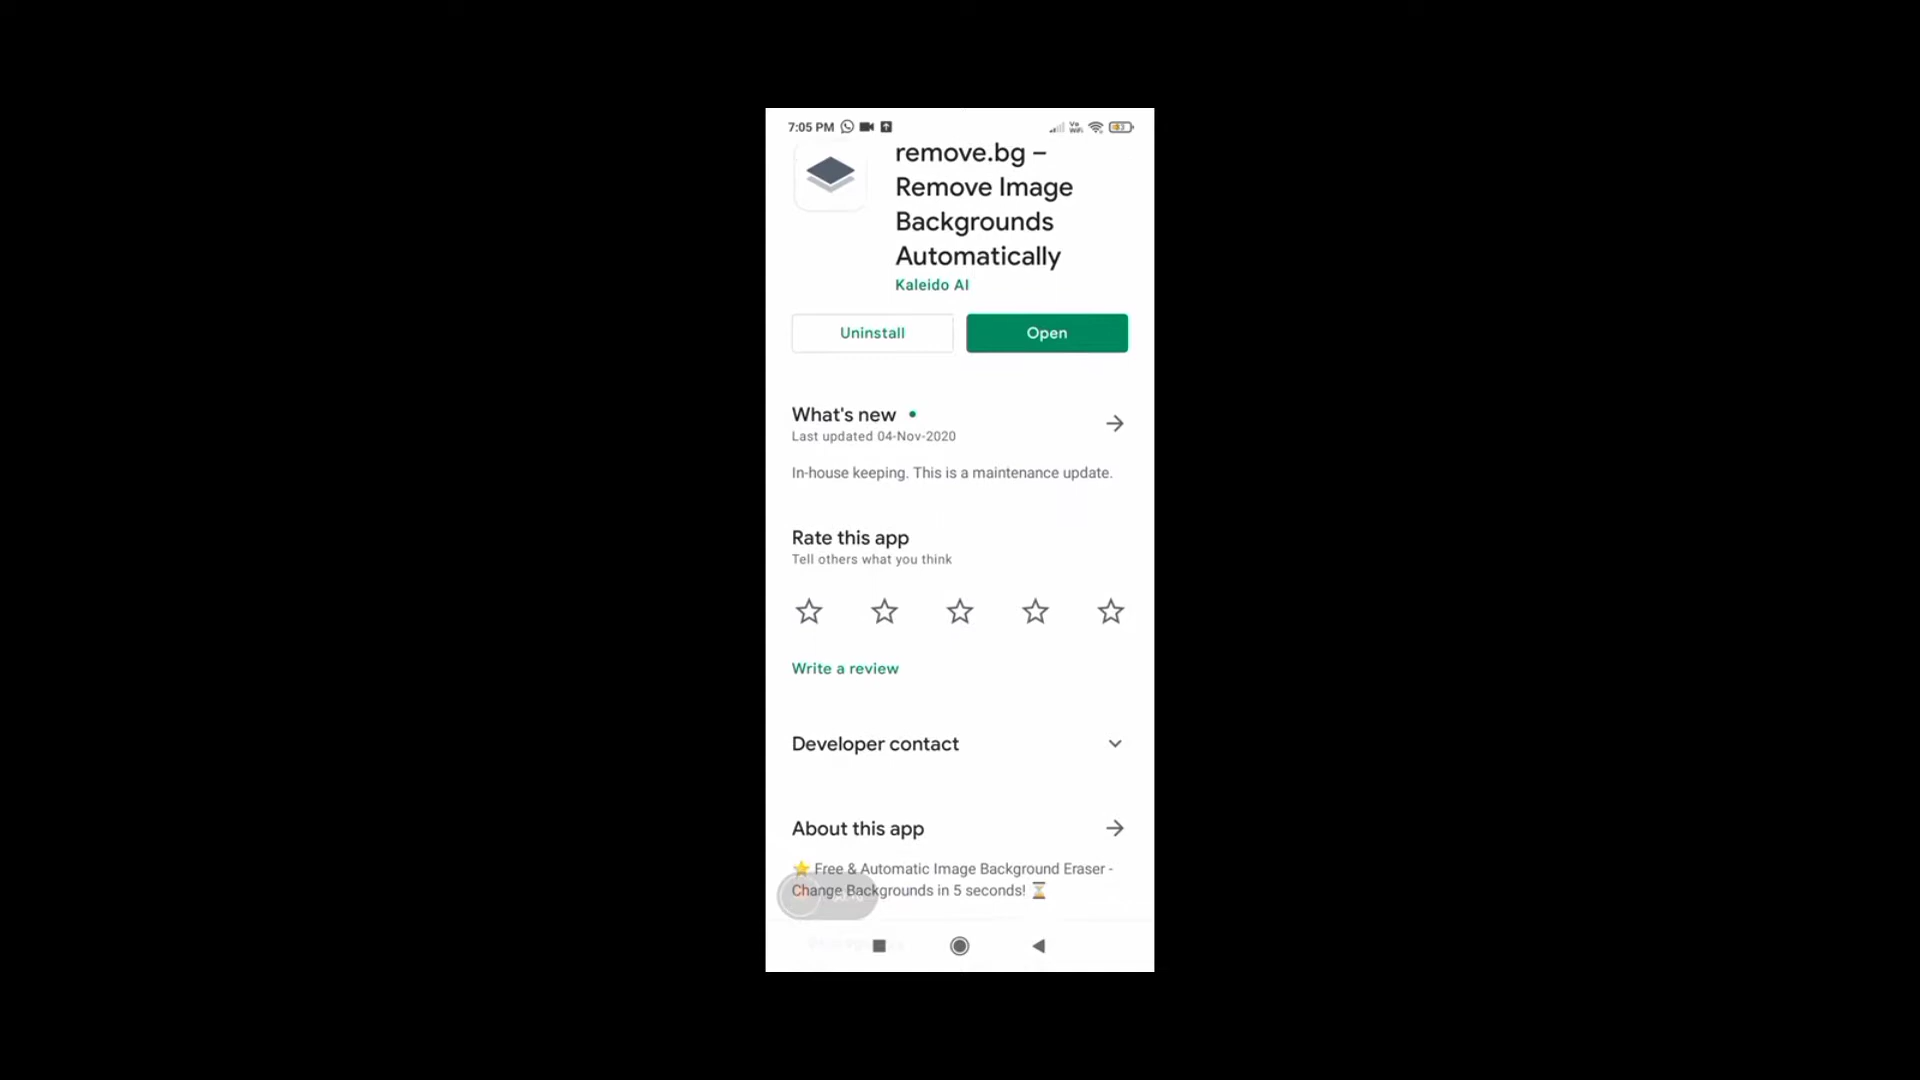 7:05 PM
Vo
WiFi
remove.bg –
Remove Image
Backgrounds
Automatically
Kaleido AI
Uninstall
Open
What's new
Last updated 04-Nov-2020
In-house keeping. This is a maintenance update.
Rate this app
Tell others what you think
Write a review
Developer contact
About this app
⭐ Free & Automatic Image Background Eraser -
Change Backgrounds in 5 seconds! ⏳